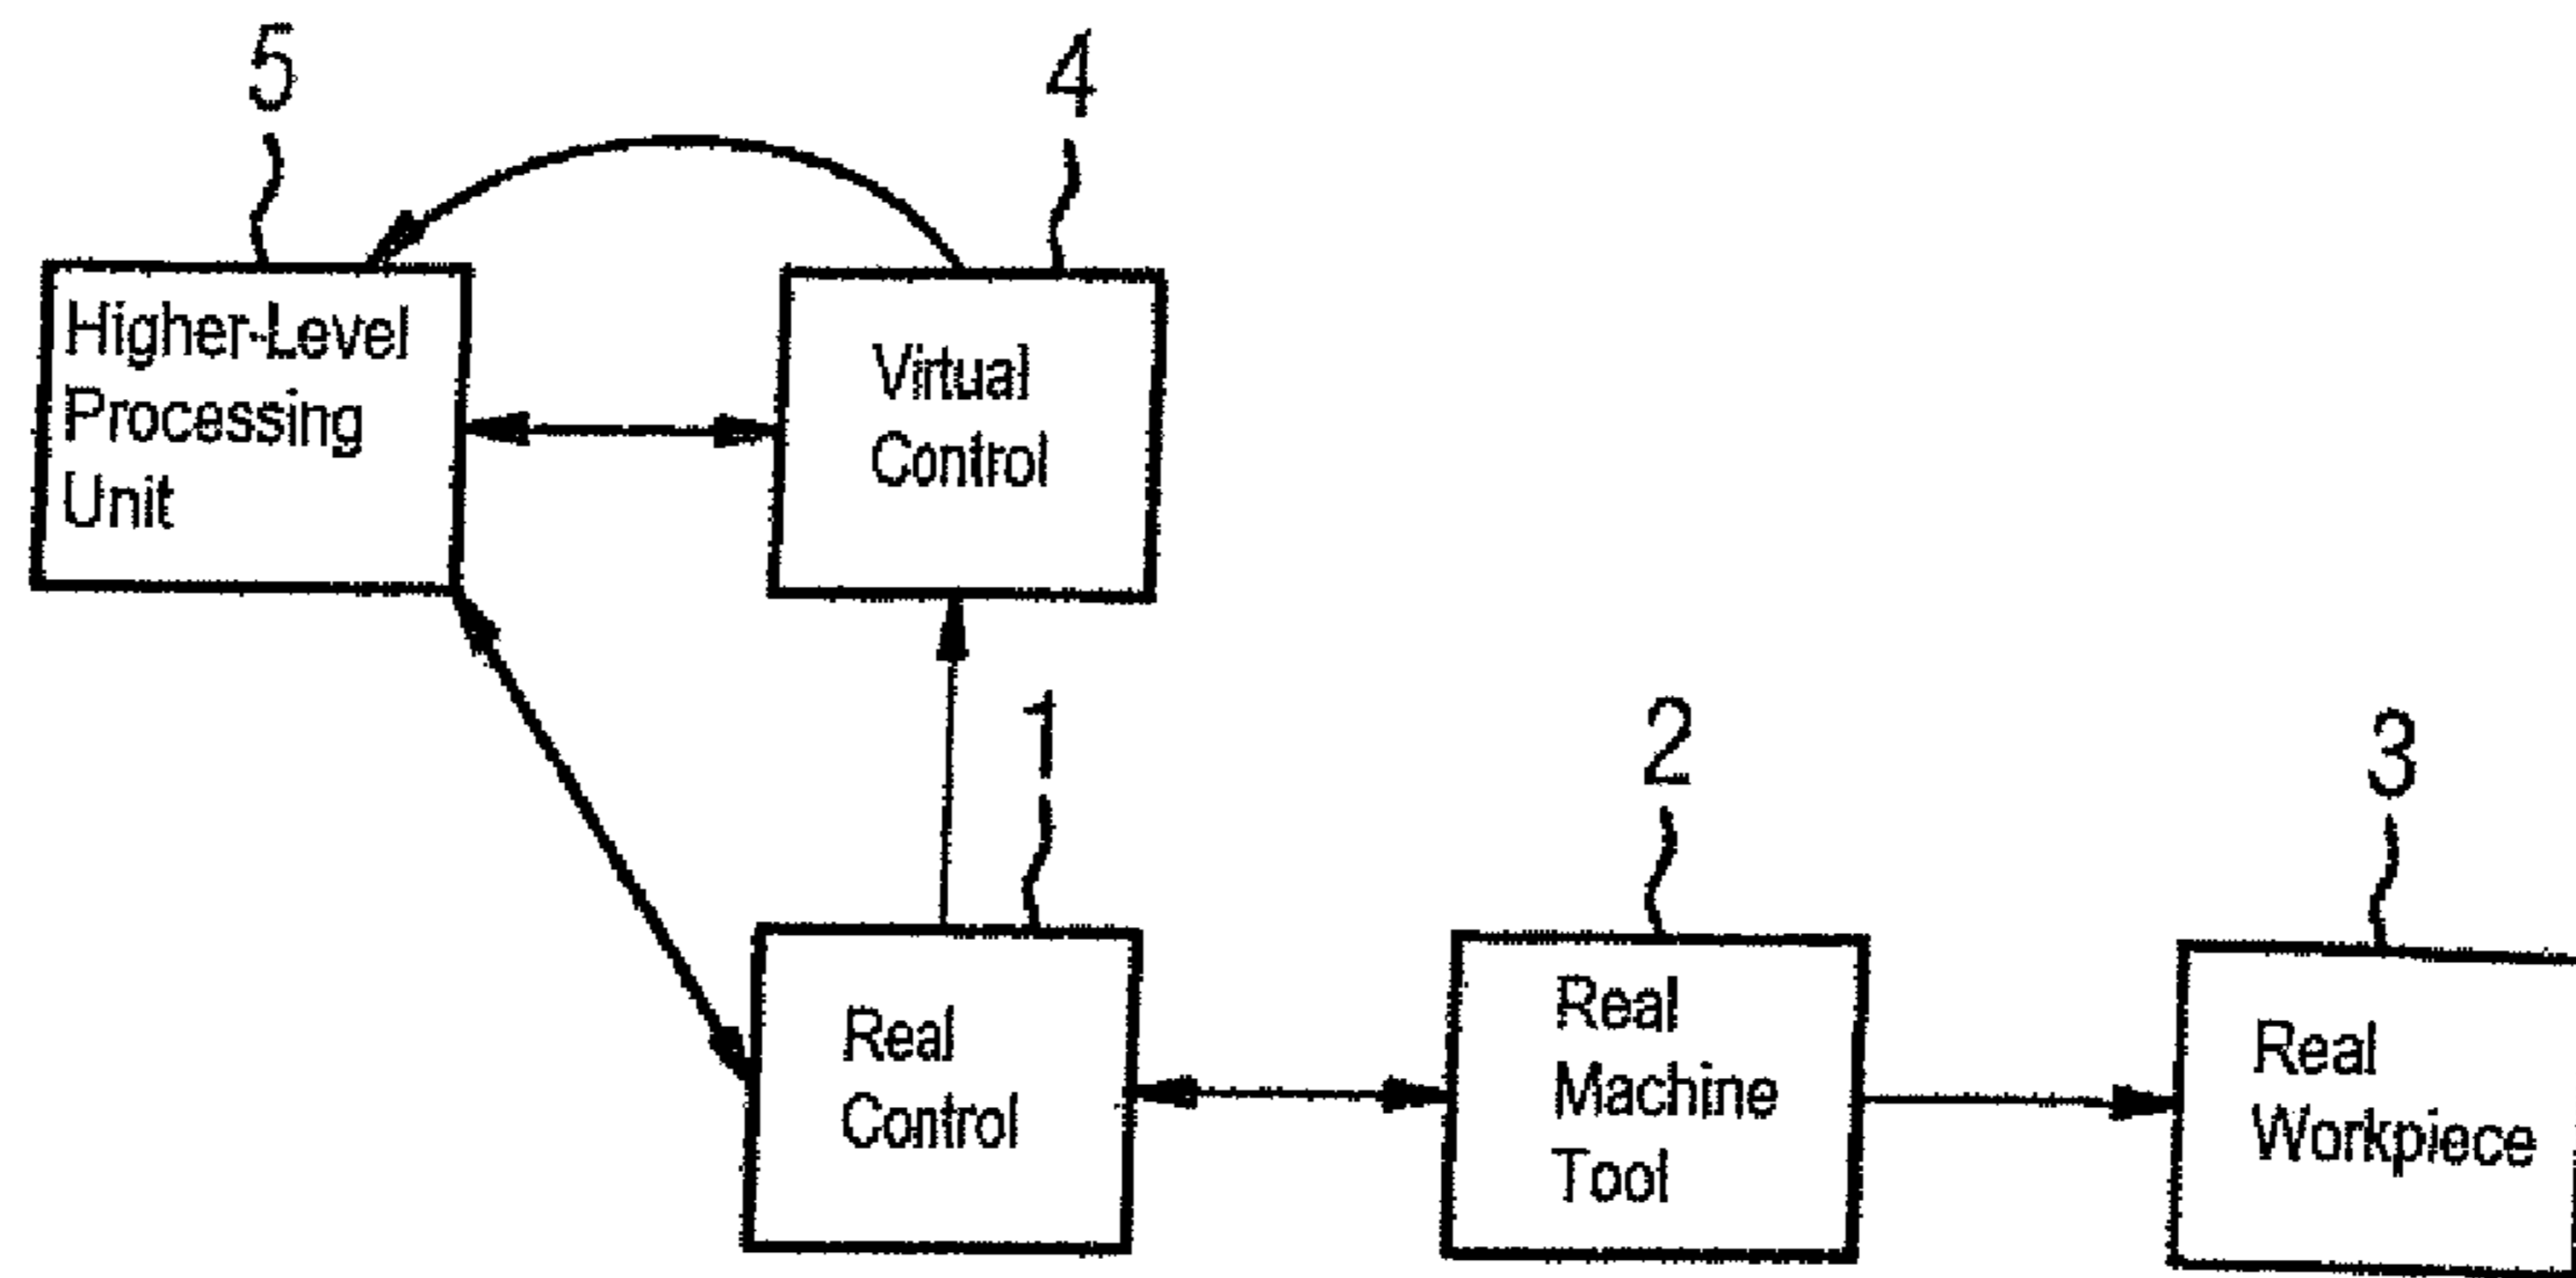 5
4
Higher-Level
Processing
Unit
Virtual
Control
1
2
3
Real
Control
Real
Machine
Tool
Real
Workpiece